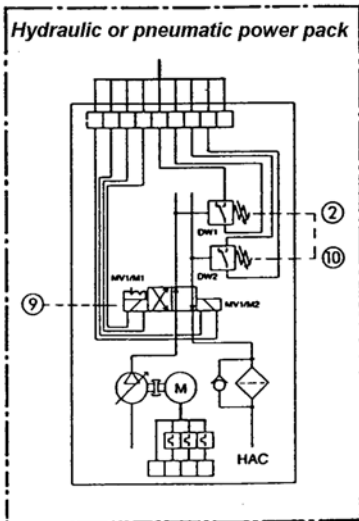 Hydraulic or pneumatic power pack
DW1
②
DW2
⑩
MV1/M1
⑨
MV1/M2
M
HAC